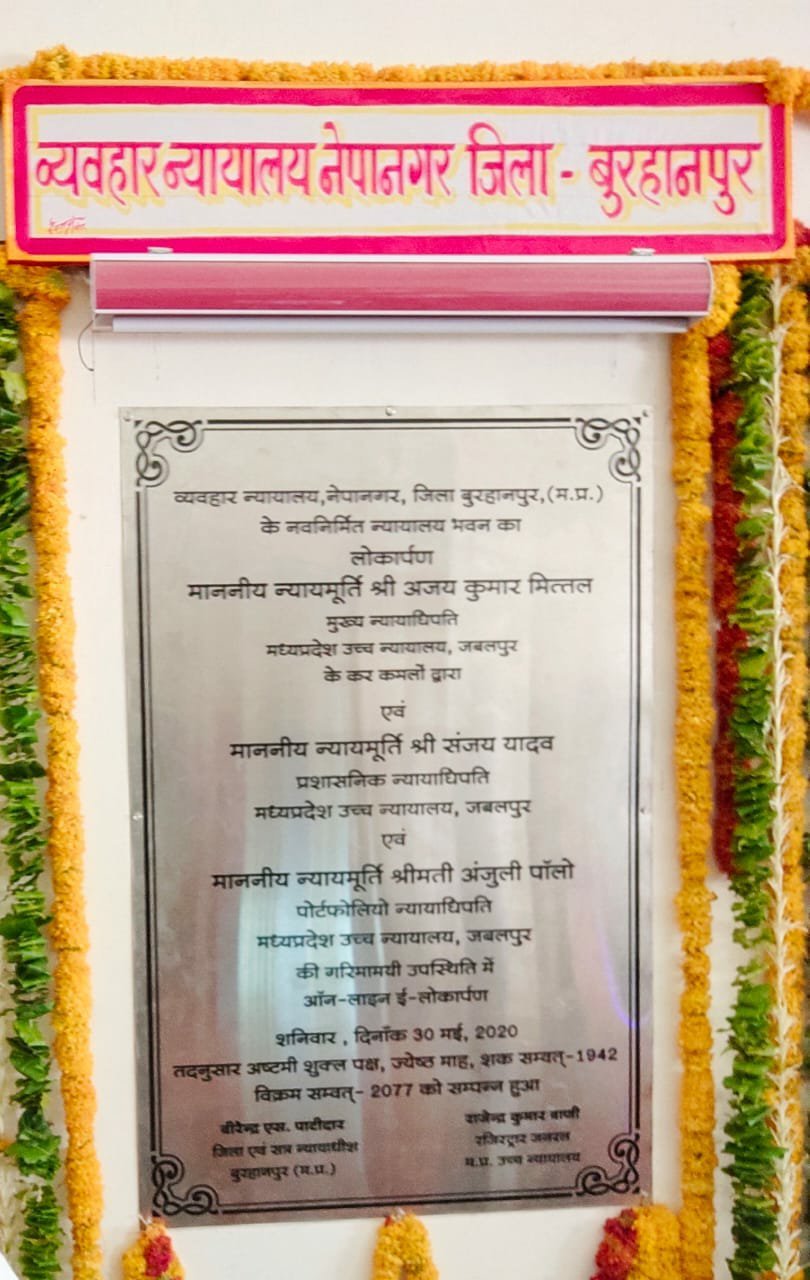 व्यवहार न्यायालय नेपानगर जिला - बुरहानपुर
व्यवहार न्यायालय,नेपानगर, जिला बुरहानपुर,(म.प्र.)
के नवनिर्मित न्यायालय भवन का
लोकार्पण
माननीय न्यायमूर्ति श्री अजय कुमार मित्तल
मुख्य न्यायाधिपति
मध्यप्रदेश उच्च न्यायालय, जबलपुर
के कर कमलों द्वारा
एवं
माननीय न्यायमूर्ति श्री संजय यादव
प्रशासनिक न्यायाधिपति
मध्यप्रदेश उच्च न्यायालय, जबलपुर
एवं
माननीय न्यायमूर्ति श्रीमती अंजुली पॉलो
पोर्टफोलियो न्यायाधिपति
मध्यप्रदेश उच्च न्यायालय, जबलपुर
की गरिमामयी उपस्थिति में
ऑन-लाइन ई-लोकार्पण
शनिवार , दिनाँक 30 मई, 2020
तदनुसार अष्टमी शुक्ल पक्ष, ज्येष्ठ माह, शक सम्वत्-1942
विक्रम सम्वत्- 2077 को सम्पन्न हुआ
वीरेन्द्र एस. पाटीदार
जिला एवं सत्र न्यायाधीश
बुरहानपुर (म.प्र.)
राजेन्द्र कुमार वाणी
रजिस्ट्रार जनरल
म.प्र. उच्च न्यायालय